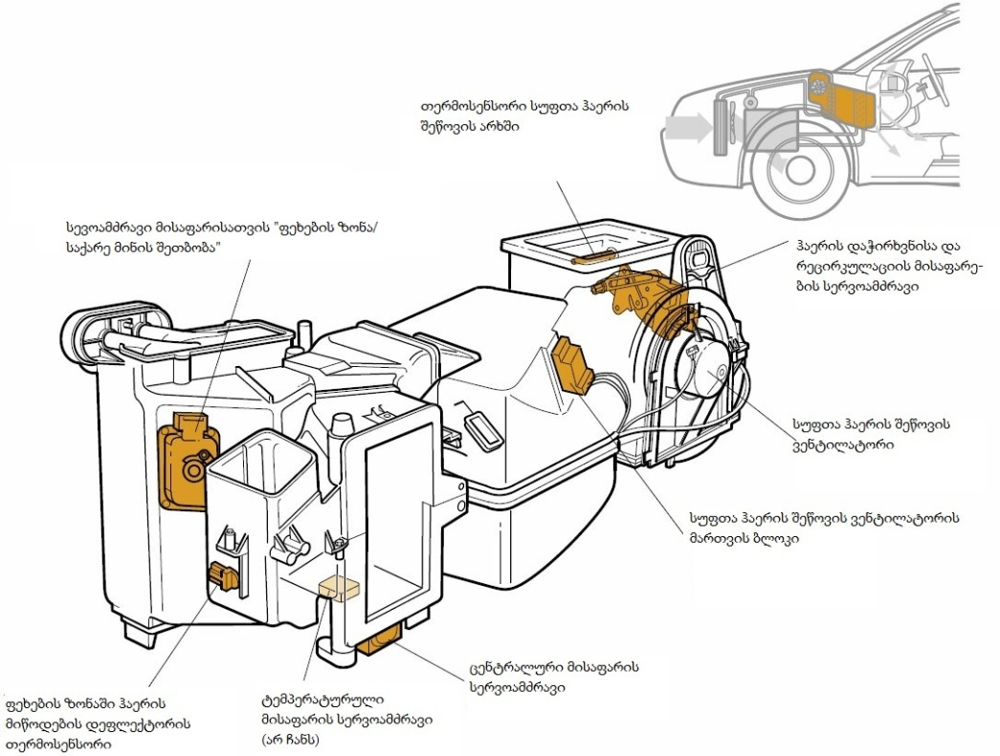 თერმოსენსორი სუფთა ჰაერის
შეწოვის არხში
სევოამძრავი მისაფარისათვის "ფეხების ზონა/
საქარე მინის შეთბობა"
ჰაერის დაჭირხვნისა და
რეცირკულაციის მისაფარე-
ბის სერვოამძრავი
სუფთა ჰაერის შეწოვის
ვენტილატორი
სუფთა ჰაერის შეწოვის ვენტილატორის
მართვის ბლოკი
ცენტრალური მისაფარის
სერვოამძრავი
ტემპერატურული
მისაფარის სერვოამძრავი
(არ ჩანს)
ფეხების ზონაში ჰაერის
მიწოდების დეფლექტორის
თერმოსენსორი